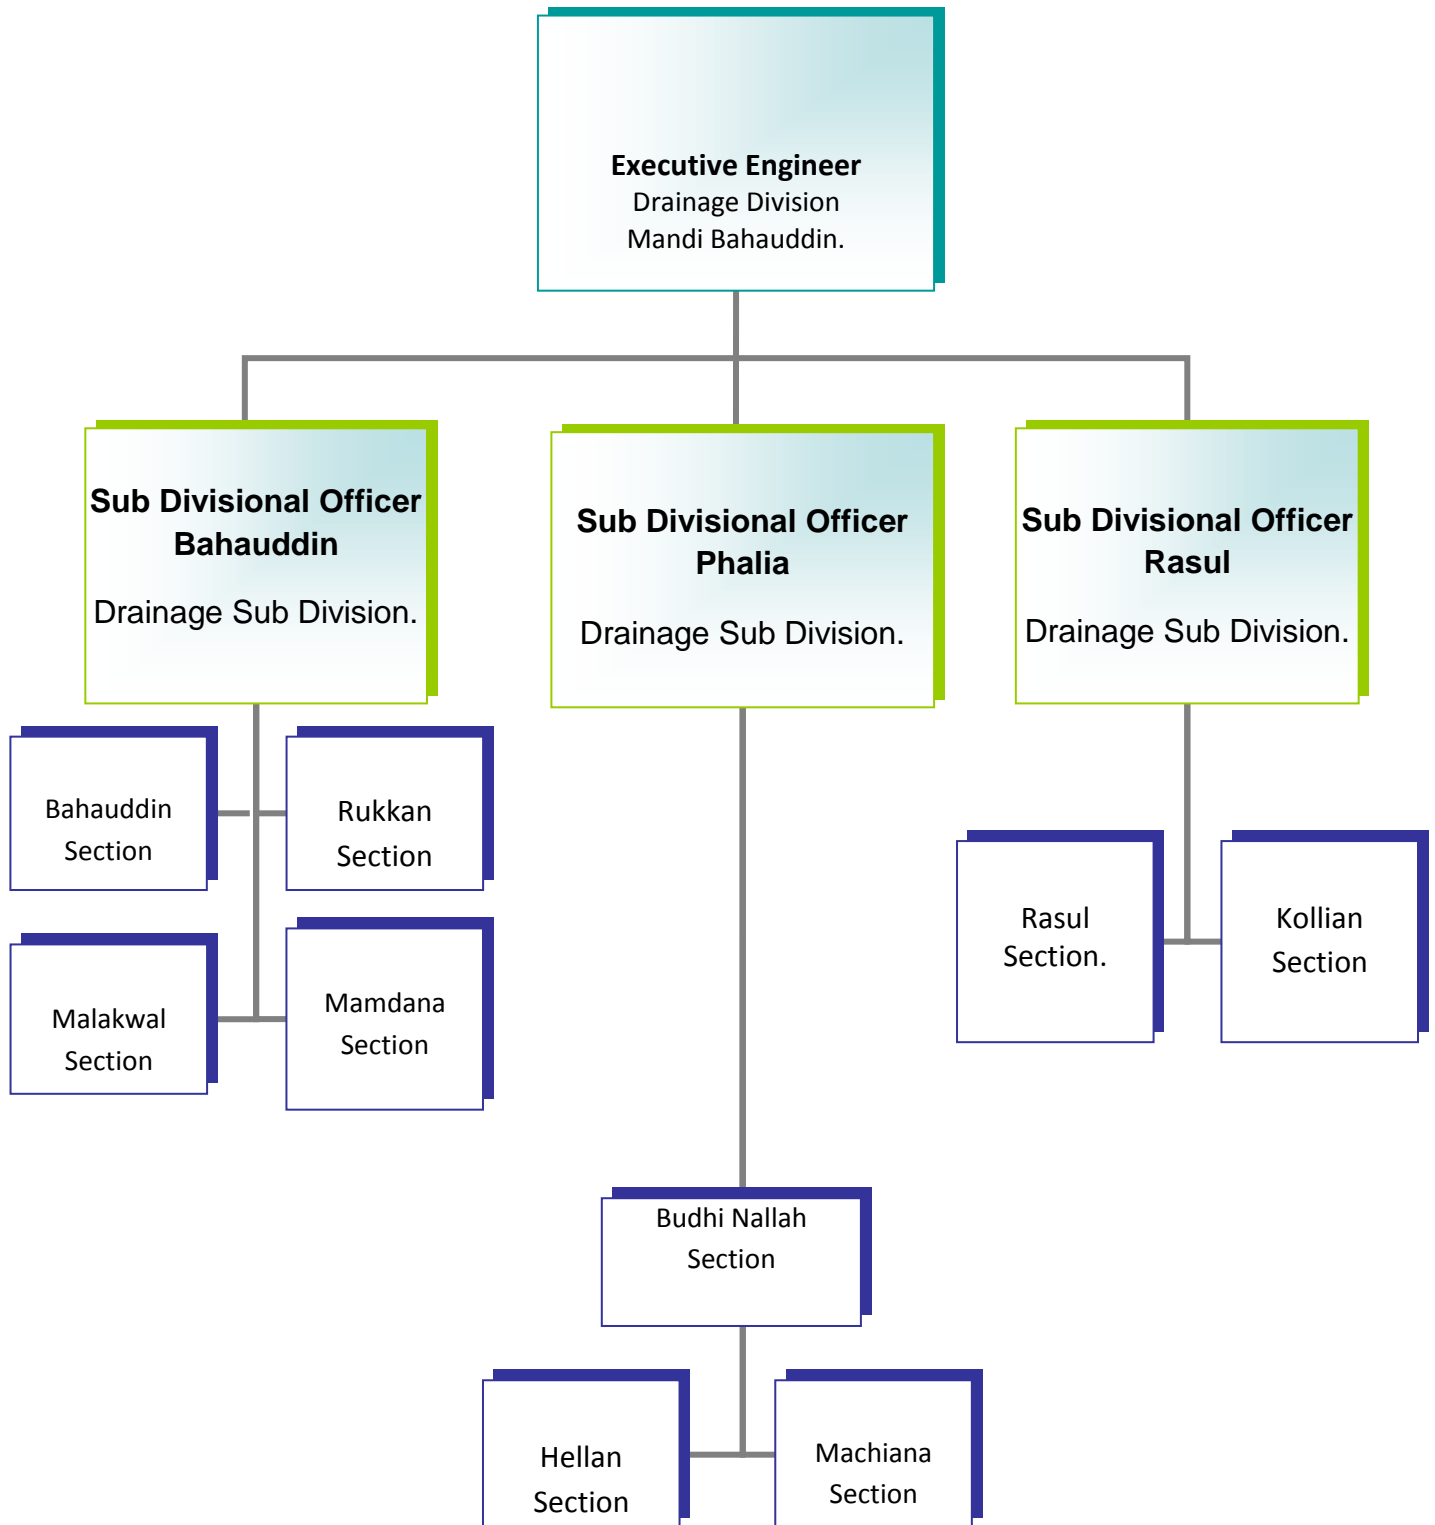 Executive Engineer
Drainage Division
Mandi Bahauddin.
Sub Divisional Officer
Bahauddin
Drainage Sub Division.
Sub Divisional Officer
Phalia
Drainage Sub Division.
Sub Divisional Officer
Rasul
Drainage Sub Division.
Bahauddin
Section
Rukkan
Section
Malakwal
Section
Mamdana
Section
Rasul
Section.
Kollian
Section
Budhi Nallah
Section
Hellan
Section
Machiana
Section